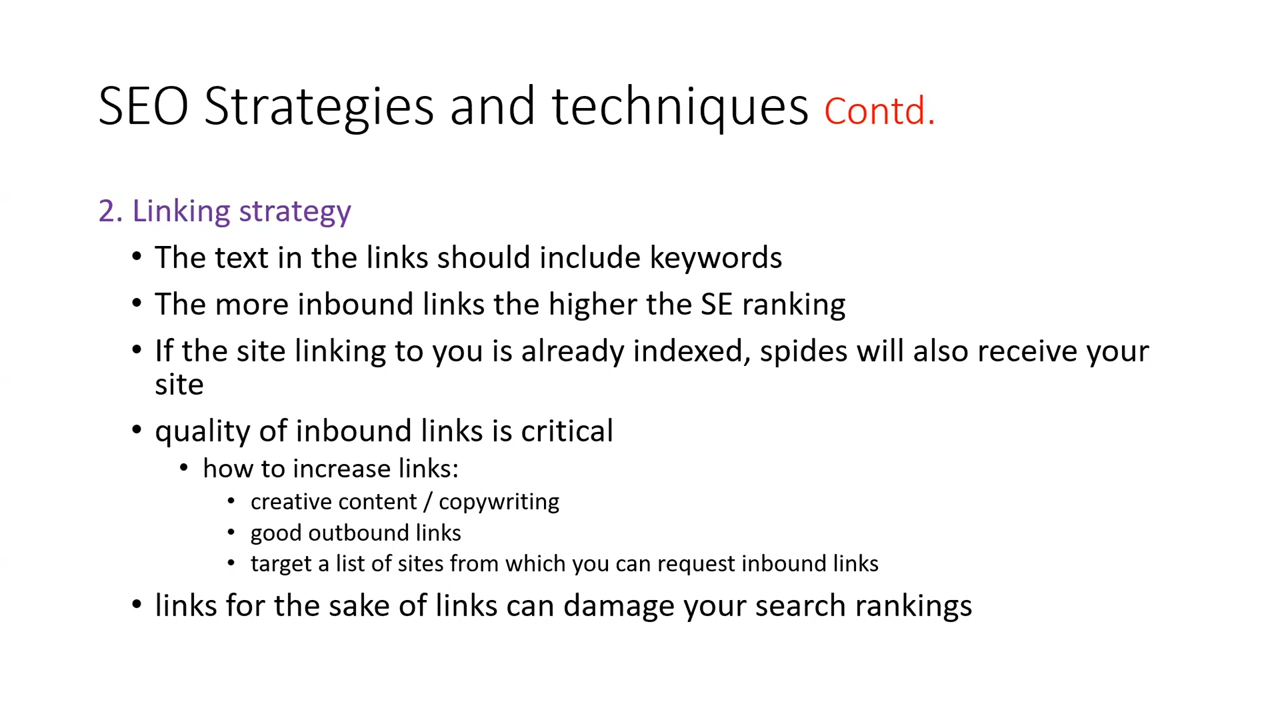 SEO Strategies and techniques Contd.
2. Linking strategy
• The text in the links should include keywords
• The more inbound links the higher the SE ranking
• If the site linking to you is already indexed, spides will also receive your
site
• quality of inbound links is critical
• how to increase links:
• creative content / copywriting
• good outbound links
• target a list of sites from which you can request inbound links
• links for the sake of links can damage your search rankings